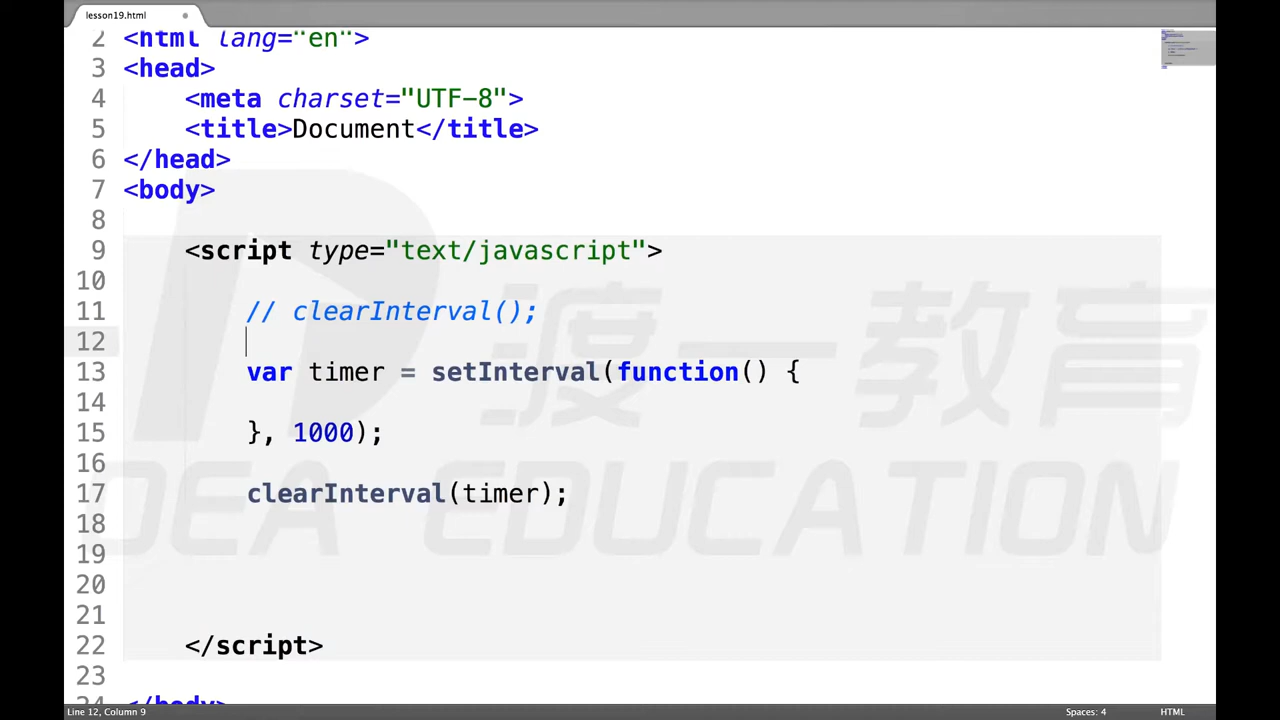 lesson19.html
2 <html lang="en">
3 <head>
4 <meta charset="UTF-8">
5 <title>Document</title>
6 </head>
7 <body>
8
9 <script type="text/javascript">
10
11 // clearInterval();
12
13 var timer = setInterval(function() {
14
15 }, 1000);
16
17 clearInterval(timer);
18
19
20
21
22 </script>
23
24 </body>
渡一教育
DEA EDUCATION
Line 12, Column 9
Spaces: 4
HTML